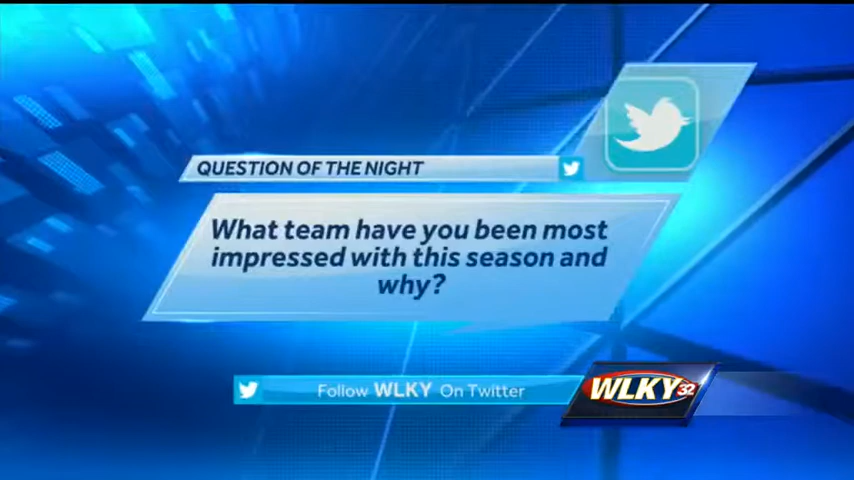 QUESTION OF THE NIGHT
What team have you been most
impressed with this season and
why?
Follow WLKY On Twitter
WLKY 32